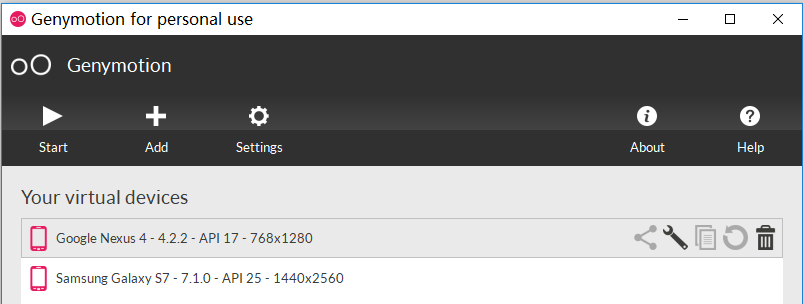 Genymotion for personal use
Genymotion
Start Add Settings About Help
Your virtual devices
Google Nexus 4 - 4.2.2 - API 17 - 768x1280
Samsung Galaxy S7 - 7.1.0 - API 25 - 1440x2560